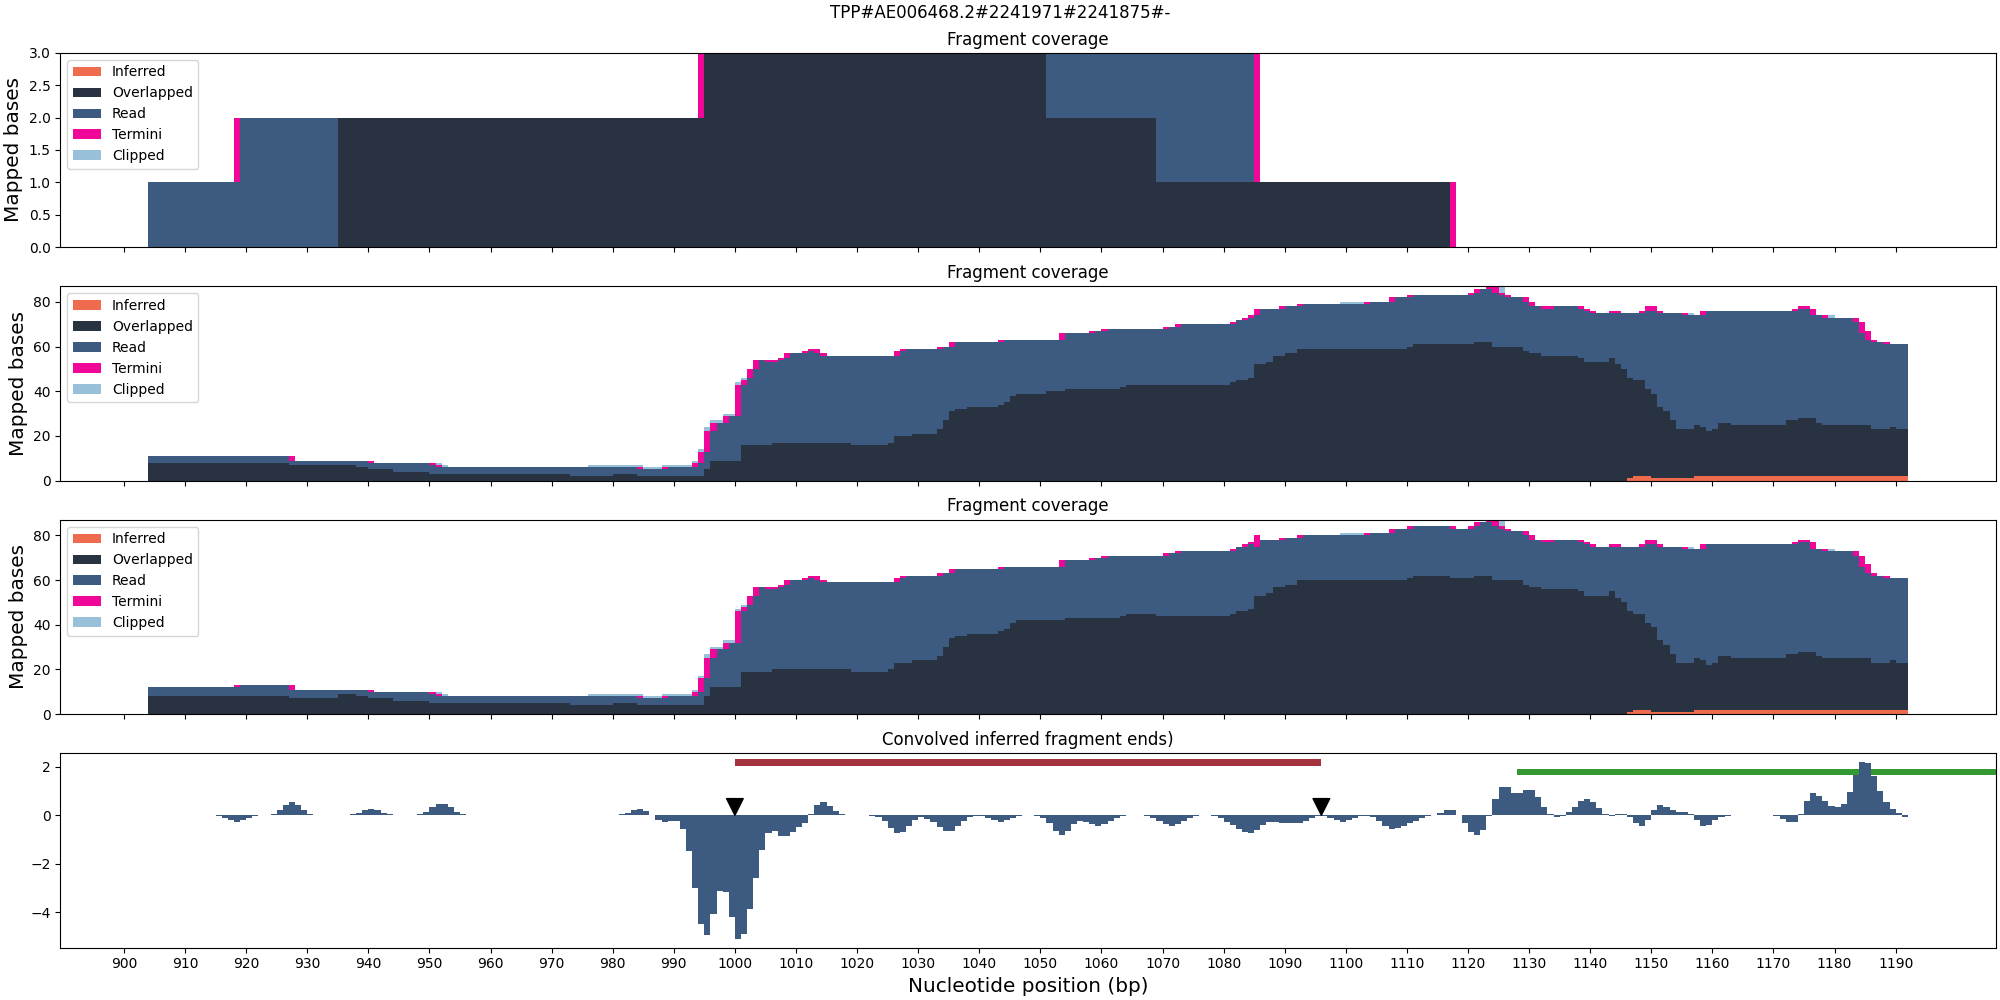 TPP#AE006468.2#2241971#2241875#-
Fragment coverage
Mapped bases
3.0
2.5
2.0
1.5
1.0
0.5
0.0
Inferred
Overlapped
Read
Termini
Clipped
Fragment coverage
Mapped bases
80
60
40
20
0
Inferred
Overlapped
Read
Termini
Clipped
Fragment coverage
Mapped bases
80
60
40
20
0
Inferred
Overlapped
Read
Termini
Clipped
Convolved inferred fragment ends)
2
0
−2
−4
900 910 920 930 940 950 960 970 980 990 1000 1010 1020 1030 1040 1050 1060 1070 1080 1090 1100 1110 1120 1130 1140 1150 1160 1170 1180 1190
Nucleotide position (bp)